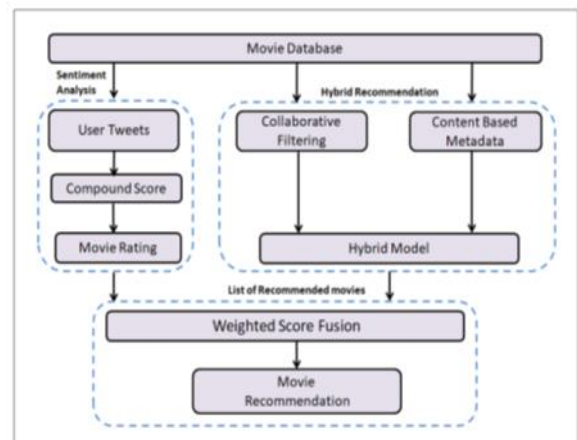 Movie Database
Sentiment
Analysis
Hybrid Recommendation
User Tweets
Collaborative
Filtering
Content Based
Metadata
Compound Score
Movie Rating
Hybrid Model
List of Recommended movies
Weighted Score Fusion
Movie
Recommendation